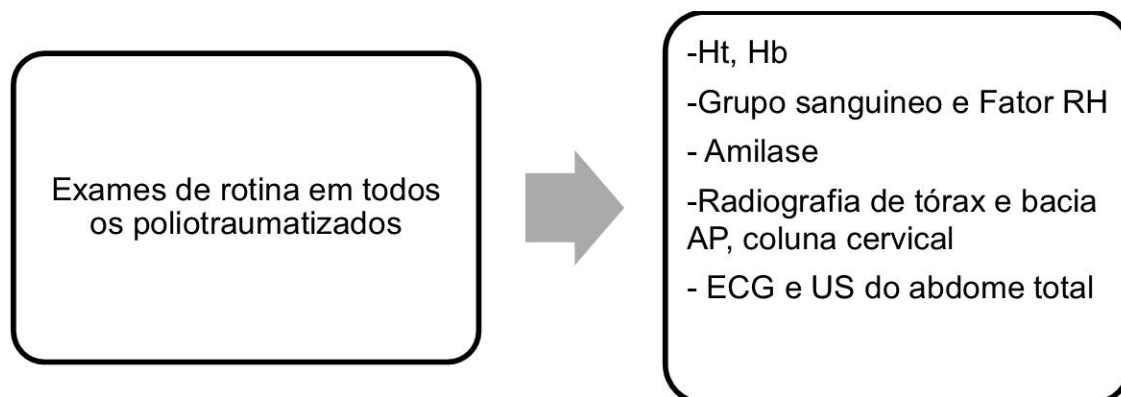 Exames de rotina em todos
os poliotraumatizados
-Ht, Hb
-Grupo sanguineo e Fator RH
- Amilase
-Radiografia de tórax e bacia
AP, coluna cervical
- ECG e US do abdome total